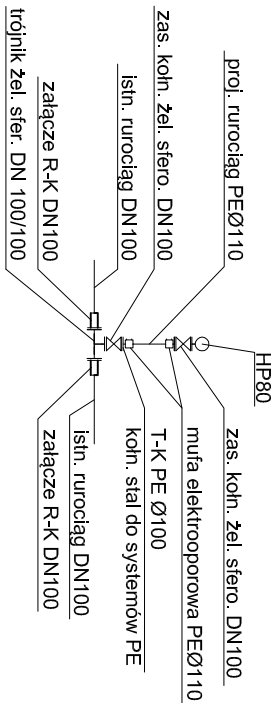 HP80
proj. rurociąg PEØ110
zas. kołn. żel. sfero. DN100
zas. kołn. żel. sfero. DN100
mufa elektrooporowa PEØ110
istn. rurociąg DN100
T-K PE Ø100
kołn. stal do systemów PE
załącze R-K DN100
istn. rurociąg DN100
trójnik żel. sfer. DN 100/100
załącze R-K DN100